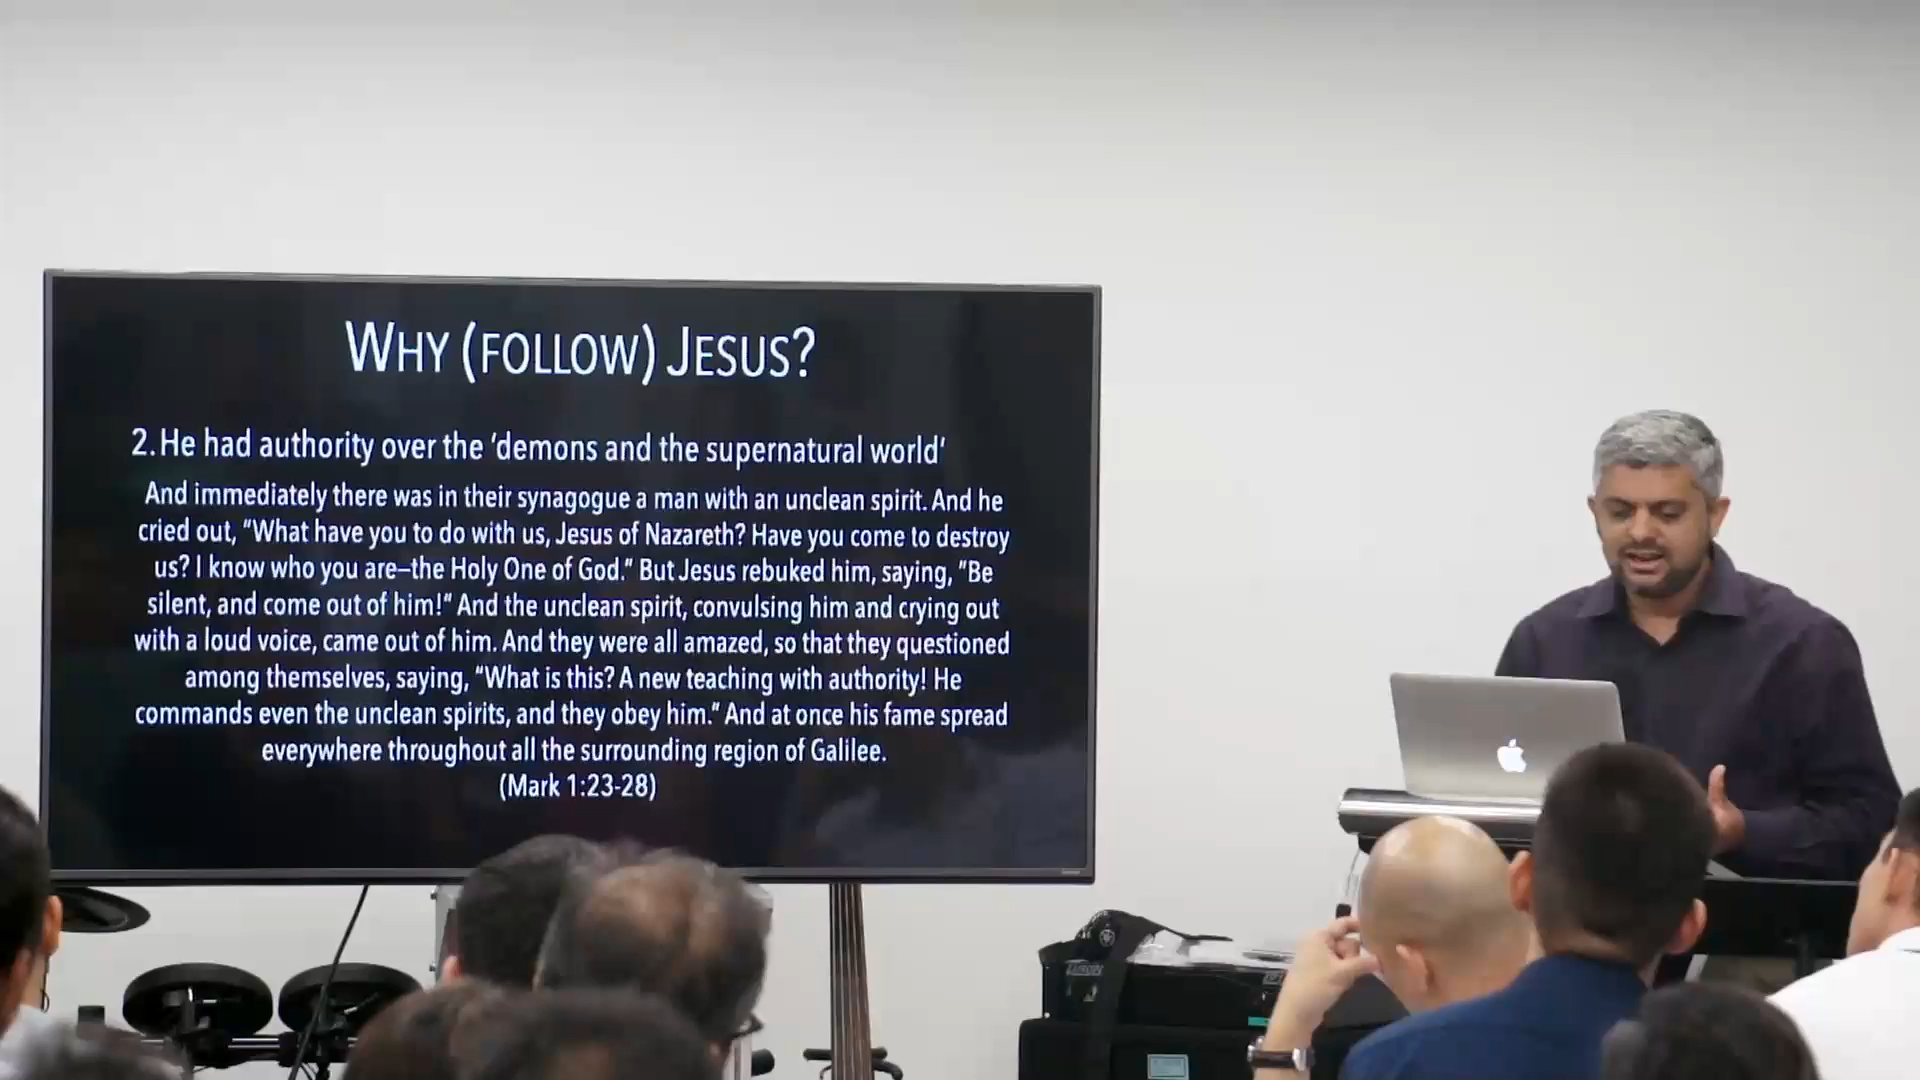 WHY (FOLLOW) JESUS?
2. He had authority over the ‘demons and the supernatural world’
And immediately there was in their synagogue a man with an unclean spirit. And he
cried out, “What have you to do with us, Jesus of Nazareth? Have you come to destroy
us? I know who you are—the Holy One of God.” But Jesus rebuked him, saying, “Be
silent, and come out of him!” And the unclean spirit, convulsing him and crying out
with a loud voice, came out of him. And they were all amazed, so that they questioned
among themselves, saying, “What is this? A new teaching with authority! He
commands even the unclean spirits, and they obey him.” And at once his fame spread
everywhere throughout all the surrounding region of Galilee.
(Mark 1:23-28)